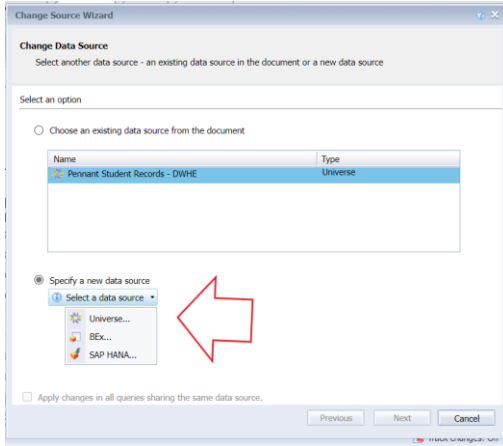 Change Source Wizard
Change Data Source
Select another data source - an existing data source in the document or a new data source
Select an option
Choose an existing data source from the document
Name Type
Pennant Student Records - DWHE Universe
Specify a new data source
Select a data source
Universe...
BEx...
SAP HANA...
Apply changes in all queries sharing the same data source.
Previous Next Cancel
Track changes: Off